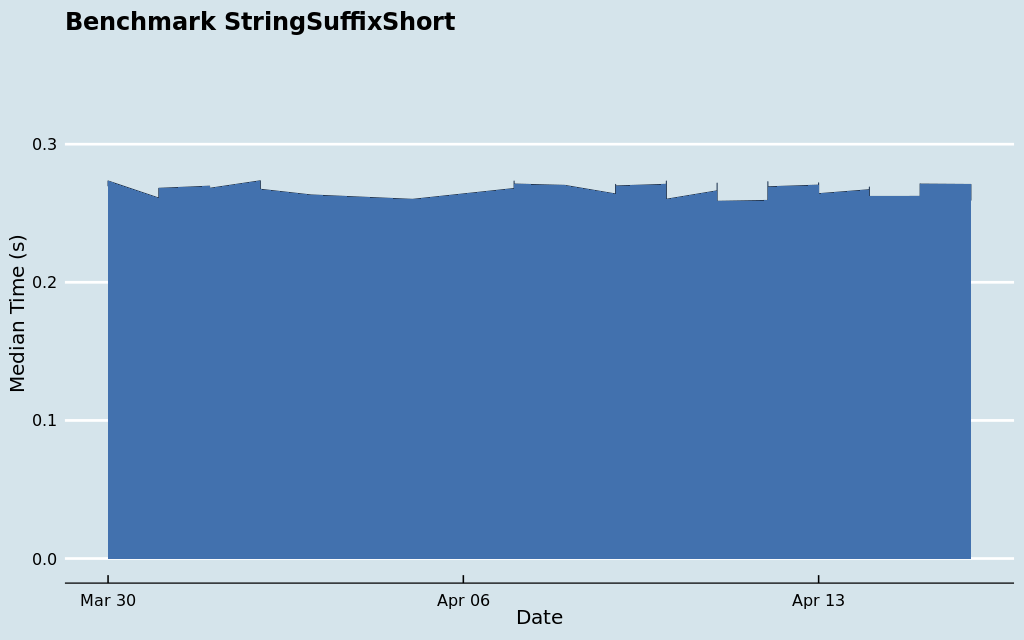 Benchmark StringSuffixShort
Median Time (s)
0.3
0.2
0.1
0.0
Mar 30
Apr 06
Apr 13
Date